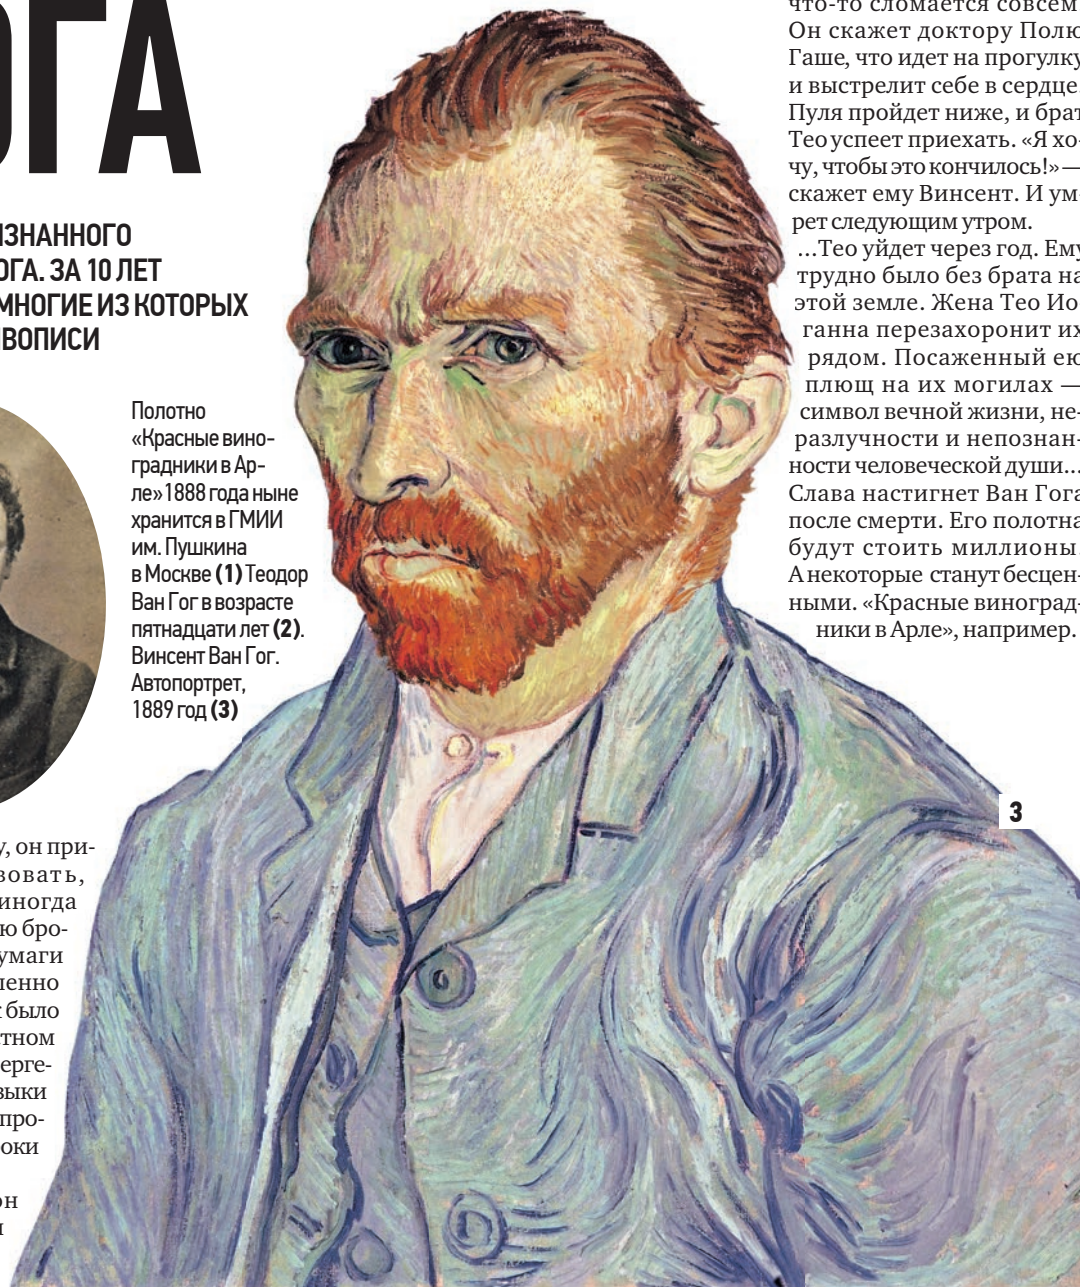 ОГА
ИЗНАННОГО
ОГА. ЗА 10 ЛЕТ
МНОГИЕ ИЗ КОТОРЫХ
ИВОПИСИ
Полотно
«Красные вино-
градники в Ар-
ле» 1888 года ныне
хранится в ГМИИ
им. Пушкина
в Москве (1) Теодор
Ван Гог в возрасте
пятнадцати лет (2).
Винсент Ван Гог.
Автопортрет,
1889 год (3)
у, он при-
вовать,
иногда
ю бро-
умаги
ленно
было
тном
ерге-
выки
про-
оки
он
что-то сломается совсем.
Он скажет доктору Полю
Гаше, что идет на прогулку
и выстрелит себе в сердце.
Пуля пройдет ниже, и брат
Тео успеет приехать. «Я хо-
чу, чтобы это кончилось!» —
скажет ему Винсент. И ум-
рет следующим утром.
...Тео уйдет через год. Ему
трудно было без брата на
этой земле. Жена Тео Ио-
ганна перезахоронит их
рядом. Посаженный ею
плющ на их могилах —
символ вечной жизни, не-
разлучности и непознан-
ности человеческой души...
Слава настигнет Ван Гога
после смерти. Его полотна
будут стоить миллионы.
А некоторые станут бесцен-
ными. «Красные виноград-
ники в Арле», например.
3